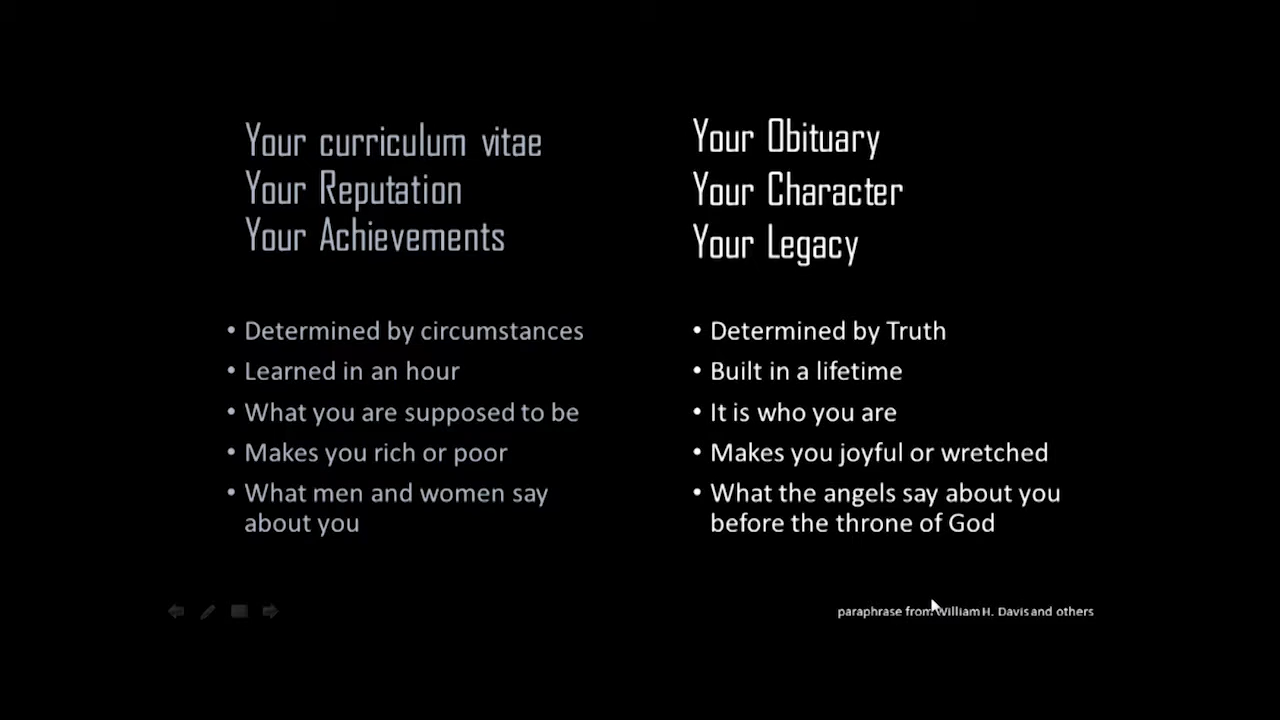 Your curriculum vitae
Your Reputation
Your Achievements
• Determined by circumstances
• Learned in an hour
• What you are supposed to be
• Makes you rich or poor
• What men and women say
about you
Your Obituary
Your Character
Your Legacy
• Determined by Truth
• Built in a lifetime
• It is who you are
• Makes you joyful or wretched
• What the angels say about you
before the throne of God
paraphrase from William H. Davis and others